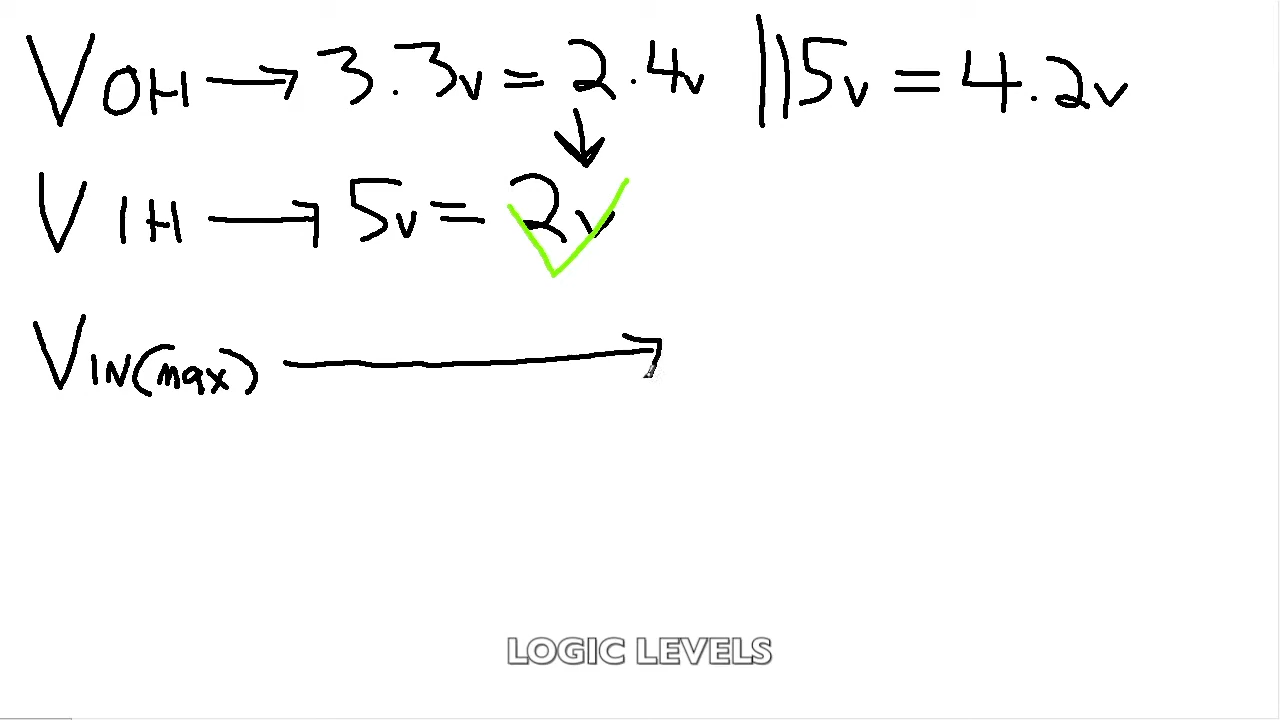 VOH → 3.3v = 2.4v || 5v = 4.2v
↓
VIH → 5v = 2v
VIN(max) →
LOGIC LEVELS